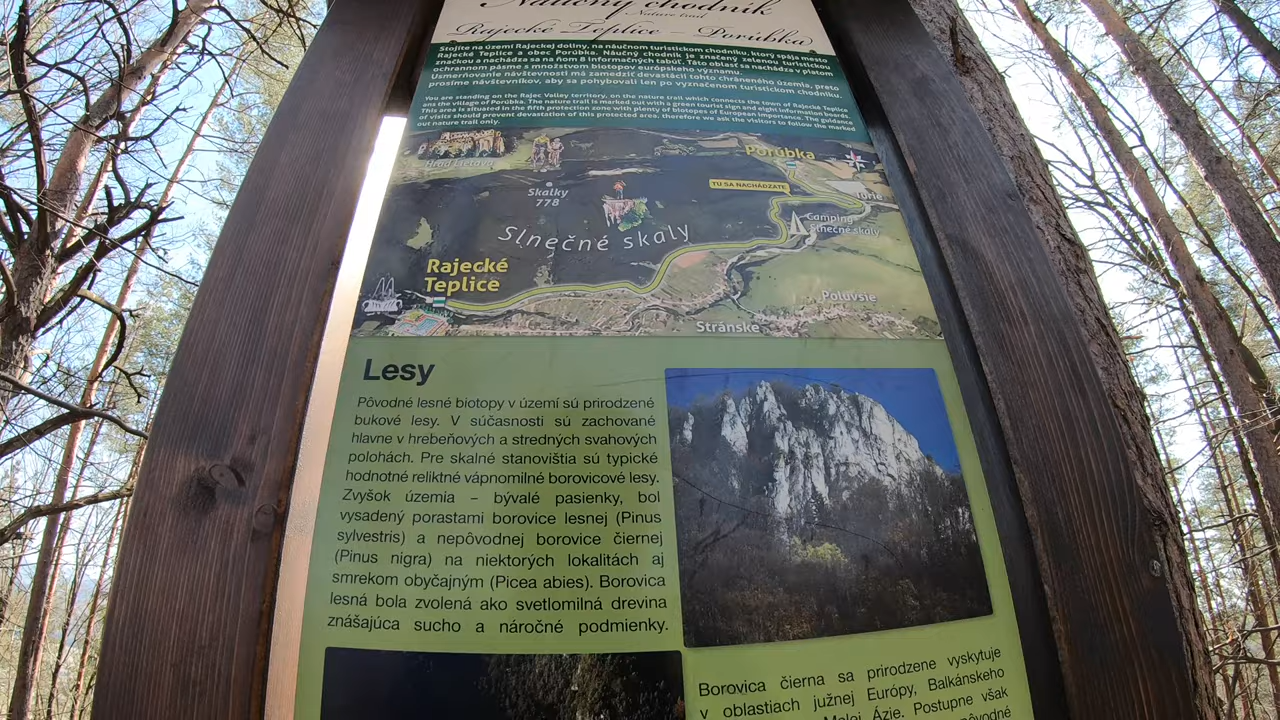 Náučný chodník
Nature trail
Rajecké Teplice - Porúbka
Stojíte na území Rajeckej doliny, na náučnom turistickom chodníku, ktorý spája mesto
Rajecké Teplice a obec Porúbka. Náučný chodník je značený zelenou turistickou
značkou a nachádza sa na ňom 8 informačných tabúľ. Táto oblasť sa nachádza v piatom
ochrannom pásme s množstvom biotopov európskeho významu.
Usmerňovanie návštevnosti má zamedziť devastácii tohto chráneného územia, preto
prosíme návštevníkov, aby sa pohybovali len po vyznačenom turistickom chodníku.
You are standing on the Rajec Valley territory, on the nature trail which connects the town of Rajecké Teplice
ans the village of Porúbka. The nature trail is marked out with a green tourist sign and eight information boards.
This area is situated in the fifth protection zone with plenty of biotopes of European importance. The guidance
of visits should prevent devastation of this protected area, therefore we ask the visitors to follow the marked
out nature trail only.
Porúbka
TU SA NACHÁDZATE
Skalky
778
Camping
Slnečné skaly
Slnečné skaly
Rajecké
Teplice
Poluvsie
Stránske
Lesy
Pôvodné lesné biotopy v území sú prirodzené
bukové lesy. V súčasnosti sú zachované
hlavne v hrebeňových a stredných svahových
polohách. Pre skalné stanovištia sú typické
hodnotné reliktné vápnomilné borovicové lesy.
Zvyšok územia – bývalé pasienky, bol
vysadený porastami borovice lesnej (Pinus
sylvestris) a nepôvodnej borovice čiernej
(Pinus nigra) na niektorých lokalitách aj
smrekom obyčajným (Picea abies). Borovica
lesná bola zvolená ako svetlomilná drevina
znášajúca sucho a náročné podmienky.
Borovica čierna sa prirodzene vyskytuje
v oblastiach južnej Európy, Balkánskeho
Malej Ázie. Postupne však